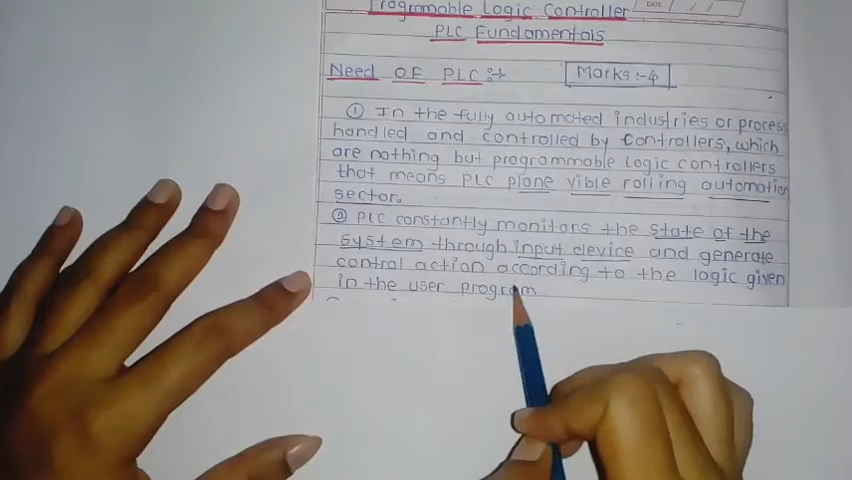 Programable Logic Controller
DATE / /
PLC Fundamentals
Need OF PLC :→ Marks :- 4
① In the fully automated industries or process
handled and controlled by controllers, which
are nothing but programmable logic controllers
that means PLC plane vible rolling automation
sector.
② PLC constantly monitors the state of the
system through input device and generate
control action according to the logic given
in the user program